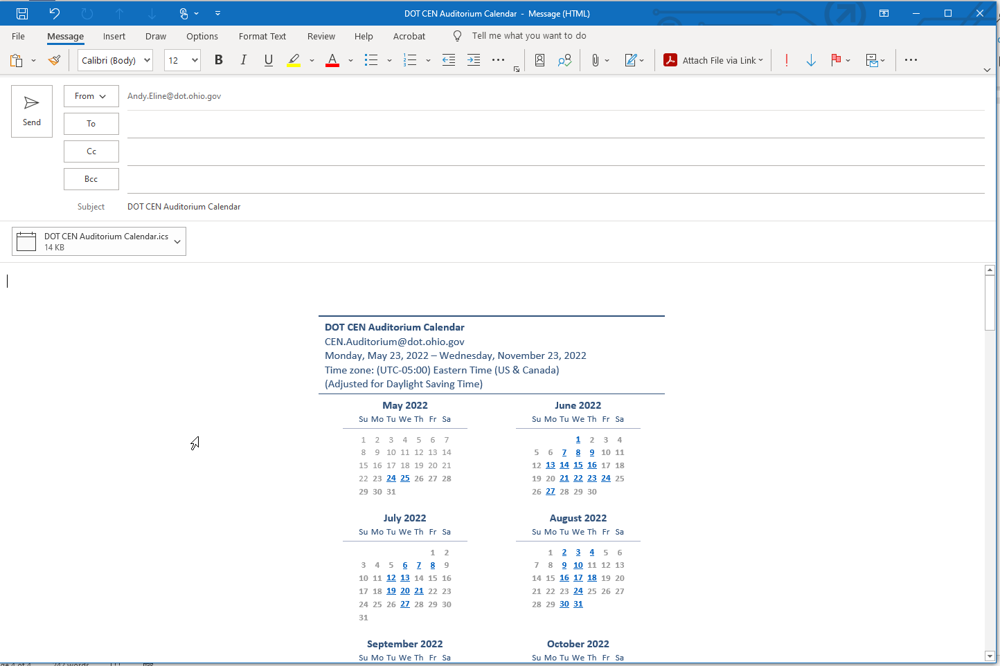 DOT CEN Auditorium Calendar - Message (HTML)
File Message Insert Draw Options Format Text Review Help Acrobat Tell me what you want to do
Calibri (Body) 12 B I U A Attach File via Link
Send
From Andy.Eline@dot.ohio.gov
To
Cc
Bcc
Subject DOT CEN Auditorium Calendar
DOT CEN Auditorium Calendar.ics
14 KB
DOT CEN Auditorium Calendar
CEN.Auditorium@dot.ohio.gov
Monday, May 23, 2022 – Wednesday, November 23, 2022
Time zone: (UTC-05:00) Eastern Time (US & Canada)
(Adjusted for Daylight Saving Time)
May 2022
Su Mo Tu We Th Fr Sa
1 2 3 4 5 6 7
8 9 10 11 12 13 14
15 16 17 18 19 20 21
22 23 24 25 26 27 28
29 30 31
June 2022
Su Mo Tu We Th Fr Sa
1 2 3 4
5 6 7 8 9 10 11
12 13 14 15 16 17 18
19 20 21 22 23 24 25
26 27 28 29 30
July 2022
Su Mo Tu We Th Fr Sa
1 2
3 4 5 6 7 8 9
10 11 12 13 14 15 16
17 18 19 20 21 22 23
24 25 26 27 28 29 30
31
August 2022
Su Mo Tu We Th Fr Sa
1 2 3 4 5 6
7 8 9 10 11 12 13
14 15 16 17 18 19 20
21 22 23 24 25 26 27
28 29 30 31
September 2022
Su Mo Tu We Th Fr Sa
October 2022
Su Mo Tu We Th Fr Sa